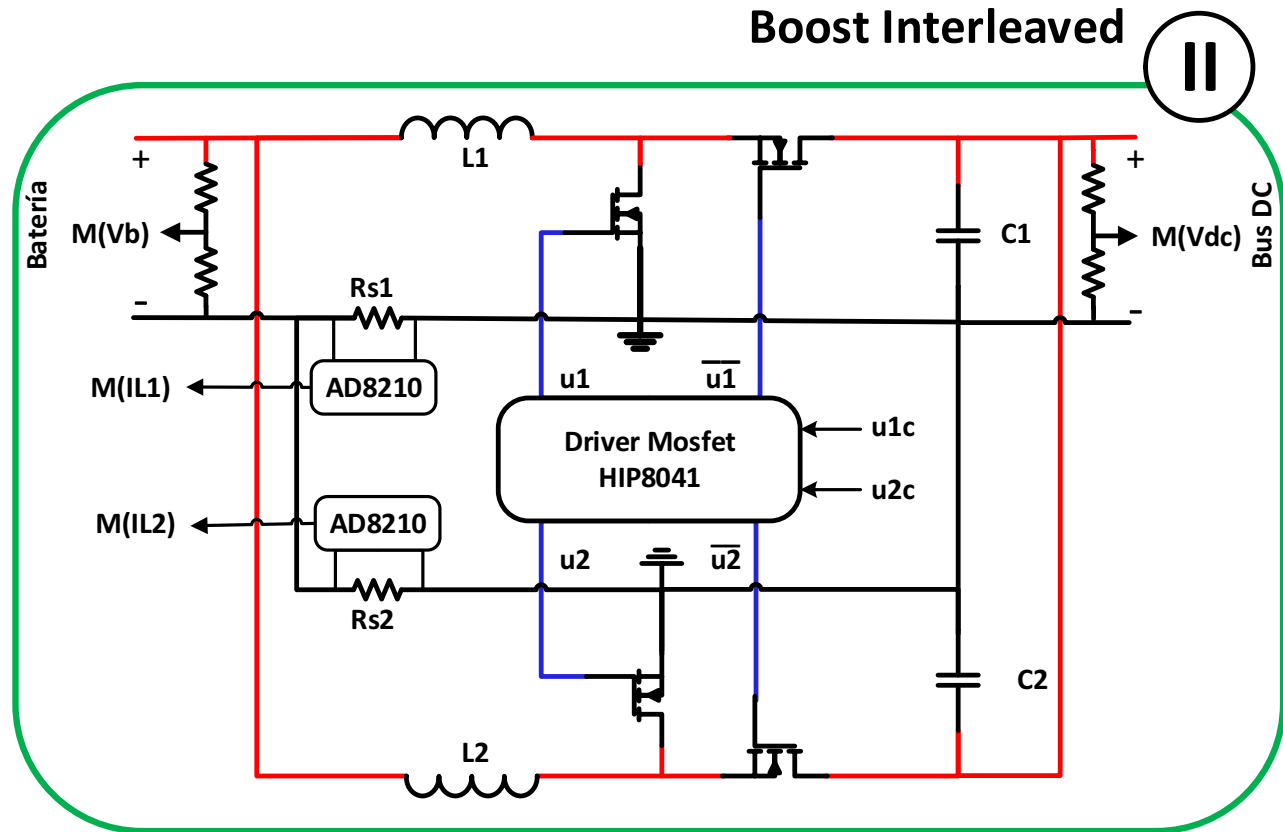 Boost Interleaved
II
L1
+
+
Batería
M(Vb)
C1
M(Vdc)
Bus DC
-
Rs1
-
M(IL1)
AD8210
u1
u1
u1c
Driver Mosfet
HIP8041
u2c
M(IL2)
AD8210
u2
u2
Rs2
C2
L2